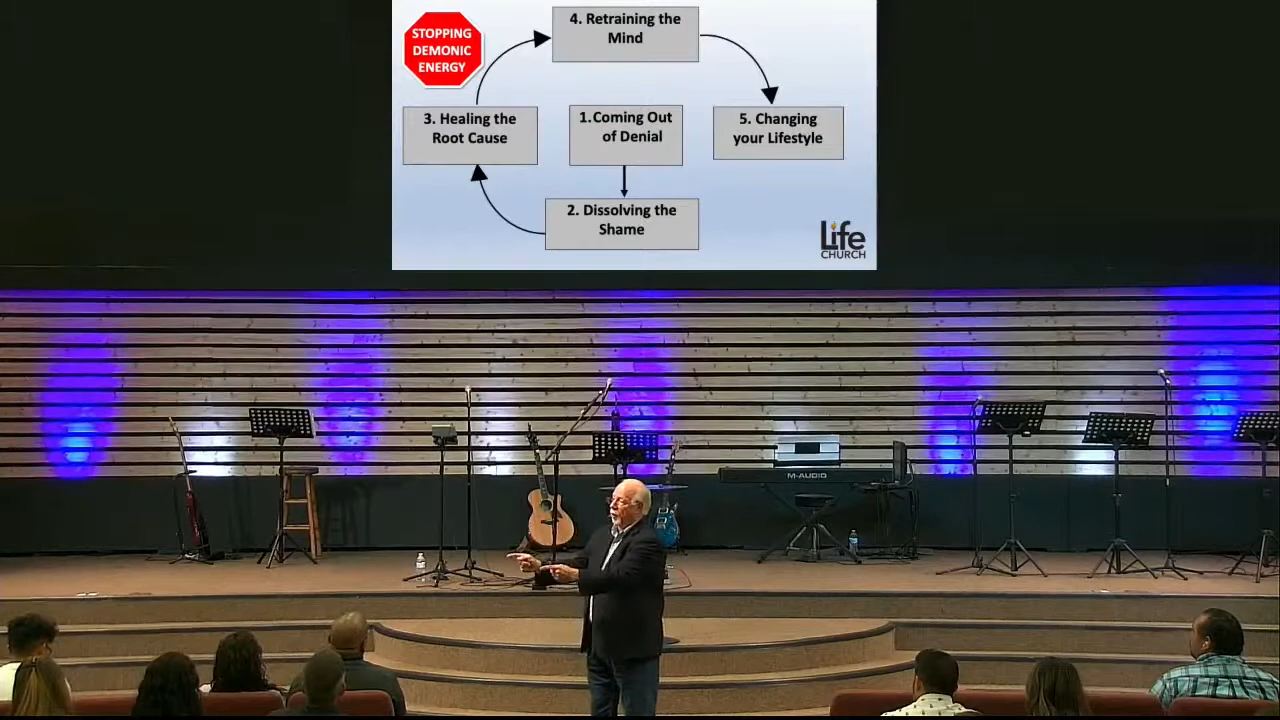 STOPPING
DEMONIC
ENERGY
4. Retraining the
Mind
3. Healing the
Root Cause
1.Coming Out
of Denial
5. Changing
your Lifestyle
2. Dissolving the
Shame
Life
CHURCH
M-AUDIO